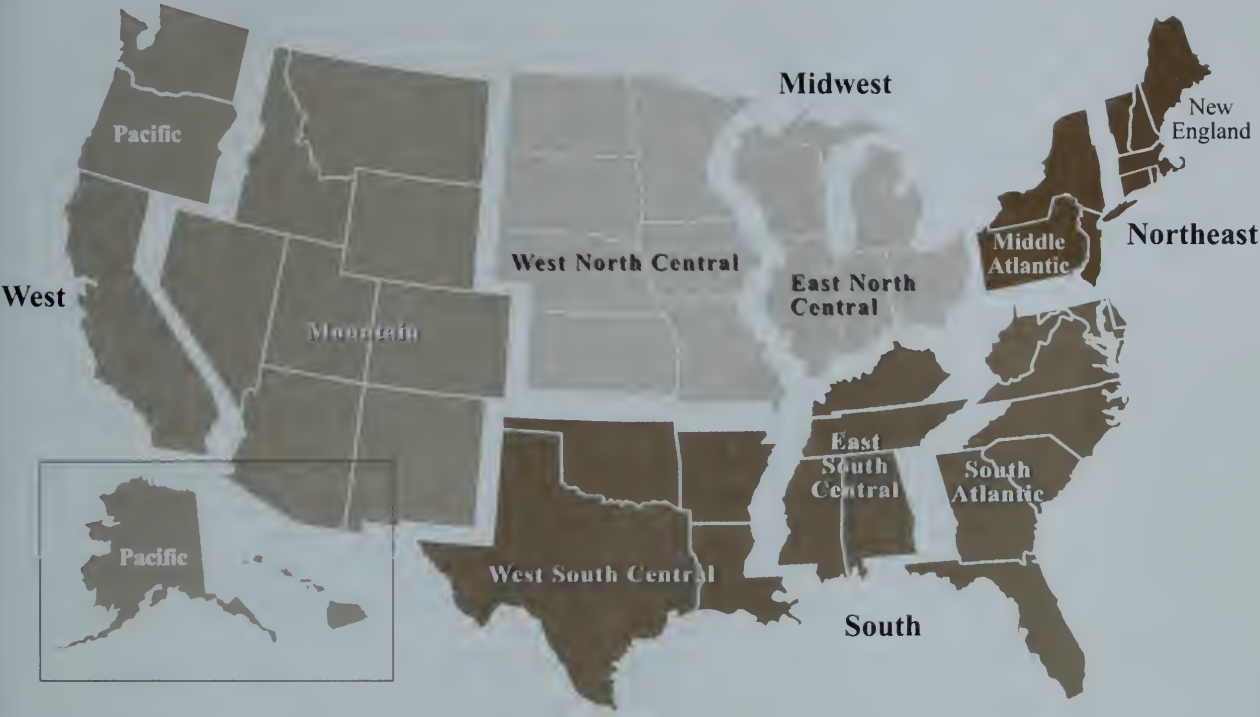 Midwest
New
England
Pacific
Northeast
Middle
Atlantic
West North Central
East North
Central
West
Mountain
East
South
Central
South
Atlantic
Pacific
West South Central
South